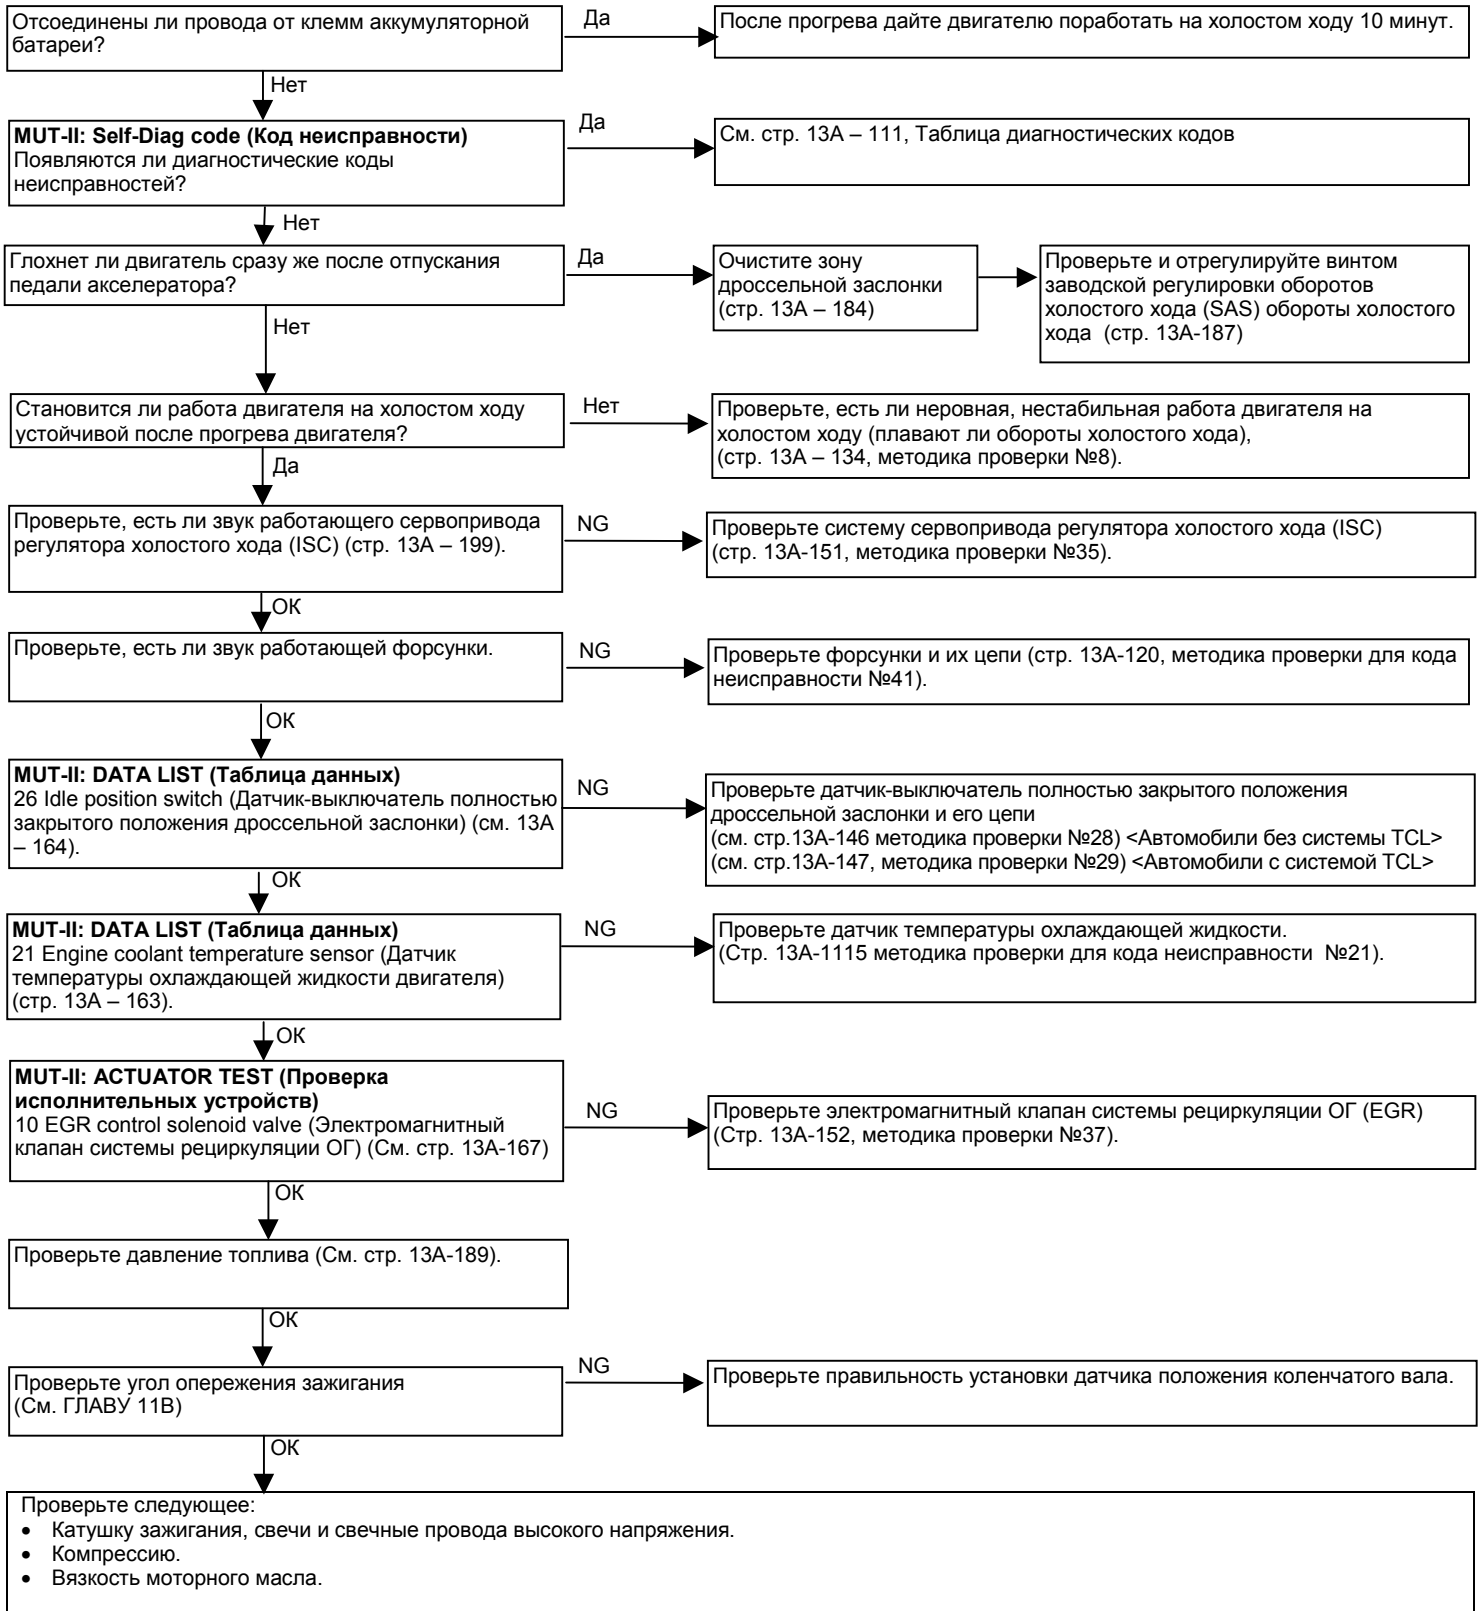 Отсоединены ли провода от клемм аккумуляторной
батареи?
Да
После прогрева дайте двигателю поработать на холостом ходу 10 минут.
Нет
MUT-II: Self-Diag code (Код неисправности)
Появляются ли диагностические коды
неисправностей?
Да
См. стр. 13А – 111, Таблица диагностических кодов
Нет
Глохнет ли двигатель сразу же после отпускания
педали акселератора?
Да
Очистите зону
дроссельной заслонки
(стр. 13А – 184)
Проверьте и отрегулируйте винтом
заводской регулировки оборотов
холостого хода (SAS) обороты холостого
хода  (стр. 13А-187)
Нет
Становится ли работа двигателя на холостом ходу
устойчивой после прогрева двигателя?
Нет
Проверьте, есть ли неровная, нестабильная работа двигателя на
холостом ходу (плавают ли обороты холостого хода),
(стр. 13А – 134, методика проверки №8).
Да
Проверьте, есть ли звук работающего сервопривода
регулятора холостого хода (ISC) (стр. 13А – 199).
NG
Проверьте систему сервопривода регулятора холостого хода (ISC)
(стр. 13А-151, методика проверки №35).
ОК
Проверьте, есть ли звук работающей форсунки.
NG
Проверьте форсунки и их цепи (стр. 13А-120, методика проверки для кода
неисправности №41).
ОК
MUT-II: DATA LIST (Таблица данных)
26 Idle position switch (Датчик-выключатель полностью
закрытого положения дроссельной заслонки) (см. 13А
– 164).
NG
Проверьте датчик-выключатель полностью закрытого положения
дроссельной заслонки и его цепи
(см. стр.13А-146 методика проверки №28) <Автомобили без системы TCL>
(см. стр.13А-147, методика проверки №29) <Автомобили с системой TCL>
ОК
MUT-II: DATA LIST (Таблица данных)
21 Engine coolant temperature sensor (Датчик
температуры охлаждающей жидкости двигателя)
(стр. 13А – 163).
NG
Проверьте датчик температуры охлаждающей жидкости.
(Стр. 13А-1115 методика проверки для кода неисправности  №21).
ОК
MUT-II: ACTUATOR TEST (Проверка
исполнительных устройств)
10 EGR control solenoid valve (Электромагнитный
клапан системы рециркуляции ОГ) (См. стр. 13А-167)
NG
Проверьте электромагнитный клапан системы рециркуляции ОГ (EGR)
(Стр. 13А-152, методика проверки №37).
ОК
Проверьте давление топлива (См. стр. 13А-189).
ОК
Проверьте угол опережения зажигания
(См. ГЛАВУ 11В)
NG
Проверьте правильность установки датчика положения коленчатого вала.
ОК
Проверьте следующее:
• Катушку зажигания, свечи и свечные провода высокого напряжения.
• Компрессию.
• Вязкость моторного масла.